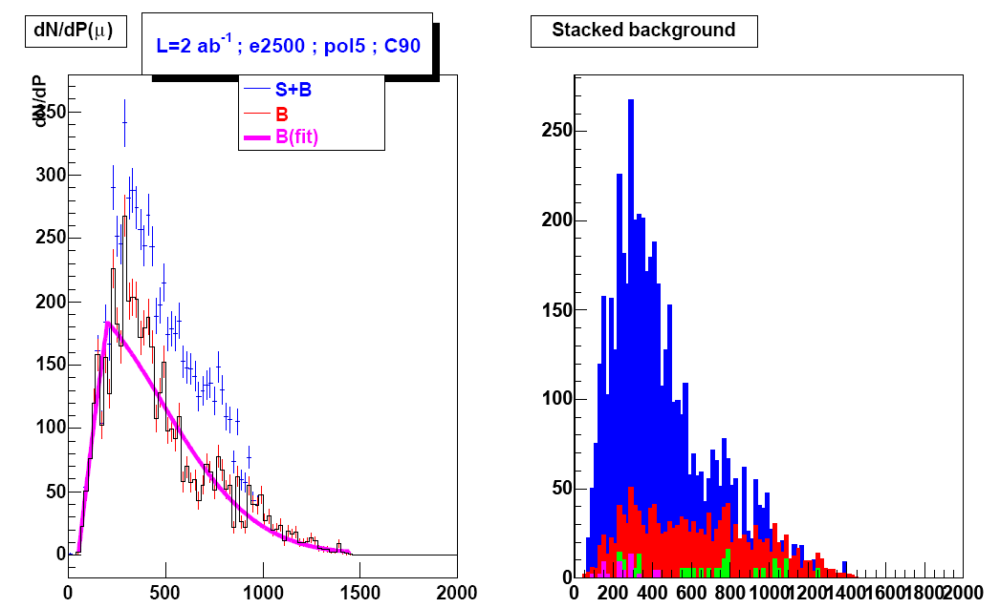 dN/dP(μ)
L=2 ab-1 ; e2500 ; pol5 ; C90
dN/dP
S+B
B
B(fit)
350
300
250
200
150
100
50
0
0 500 1000 1500 2000
Stacked background
250
200
150
100
50
0
0 200 400 600 800 1000 1200 1400 1600 1800 2000